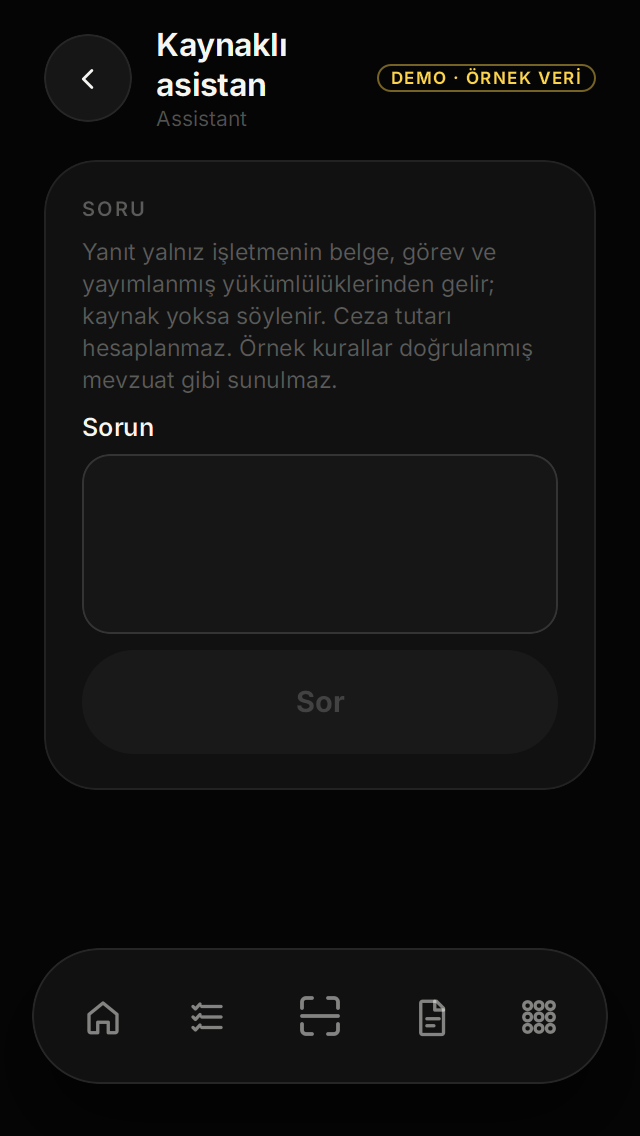 Kaynaklı
asistan
Assistant
DEMO · ÖRNEK VERİ
SORU
Yanıt yalnız işletmenin belge, görev ve
yayımlanmış yükümlülüklerinden gelir;
kaynak yoksa söylenir. Ceza tutarı
hesaplanmaz. Örnek kurallar doğrulanmış
mevzuat gibi sunulmaz.
Sorun
Sor